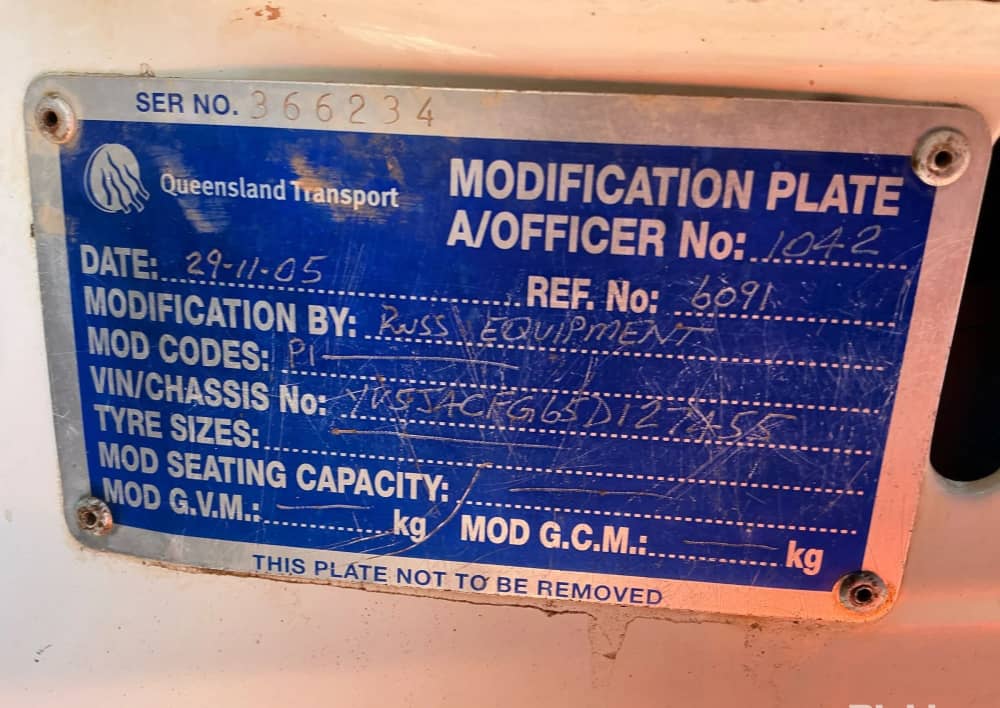 SER NO. 366234
Queensland Transport
MODIFICATION PLATE
A/OFFICER No: 1042
DATE: 29-11-05 REF. No: 6091
MODIFICATION BY: RUSS EQUIPMENT
MOD CODES: P1
VIN/CHASSIS No:
TYRE SIZES:
MOD SEATING CAPACITY:
MOD G.V.M.: kg MOD G.C.M.: kg
THIS PLATE NOT TO BE REMOVED